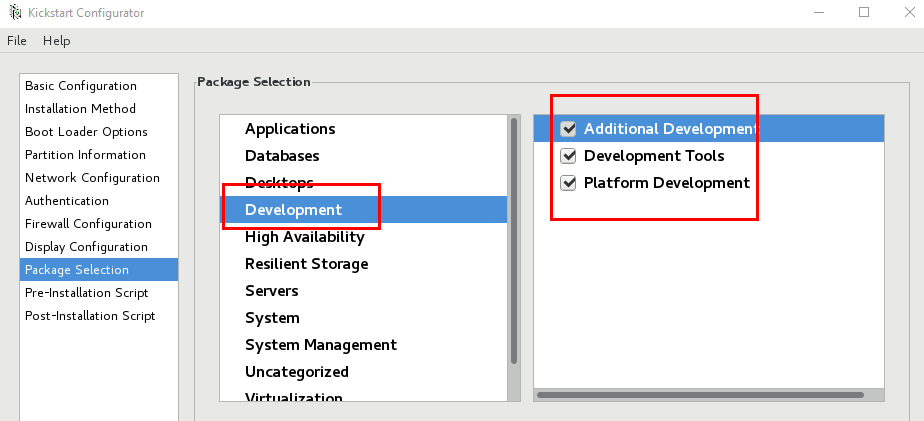 Kickstart Configurator
File Help
Basic Configuration
Installation Method
Boot Loader Options
Partition Information
Network Configuration
Authentication
Firewall Configuration
Display Configuration
Package Selection
Pre-Installation Script
Post-Installation Script
Package Selection
Applications
Databases
Desktops
Development
High Availability
Resilient Storage
Servers
System
System Management
Uncategorized
Virtualization
Additional Development
Development Tools
Platform Development